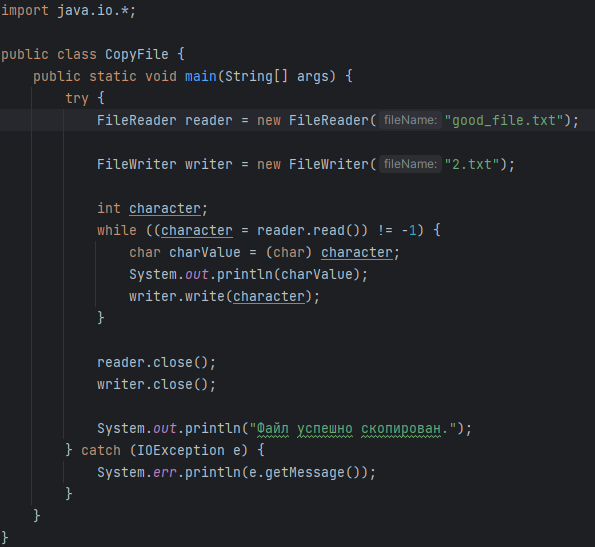 import java.io.*;
public class CopyFile {
public static void main(String[] args) {
try {
FileReader reader = new FileReader( fileName: "good_file.txt");
FileWriter writer = new FileWriter( fileName: "2.txt");
int character;
while ((character = reader.read()) != -1) {
char charValue = (char) character;
System.out.println(charValue);
writer.write(character);
}
reader.close();
writer.close();
System.out.println("Файл успешно скопирован.");
} catch (IOException e) {
System.err.println(e.getMessage());
}
}
}